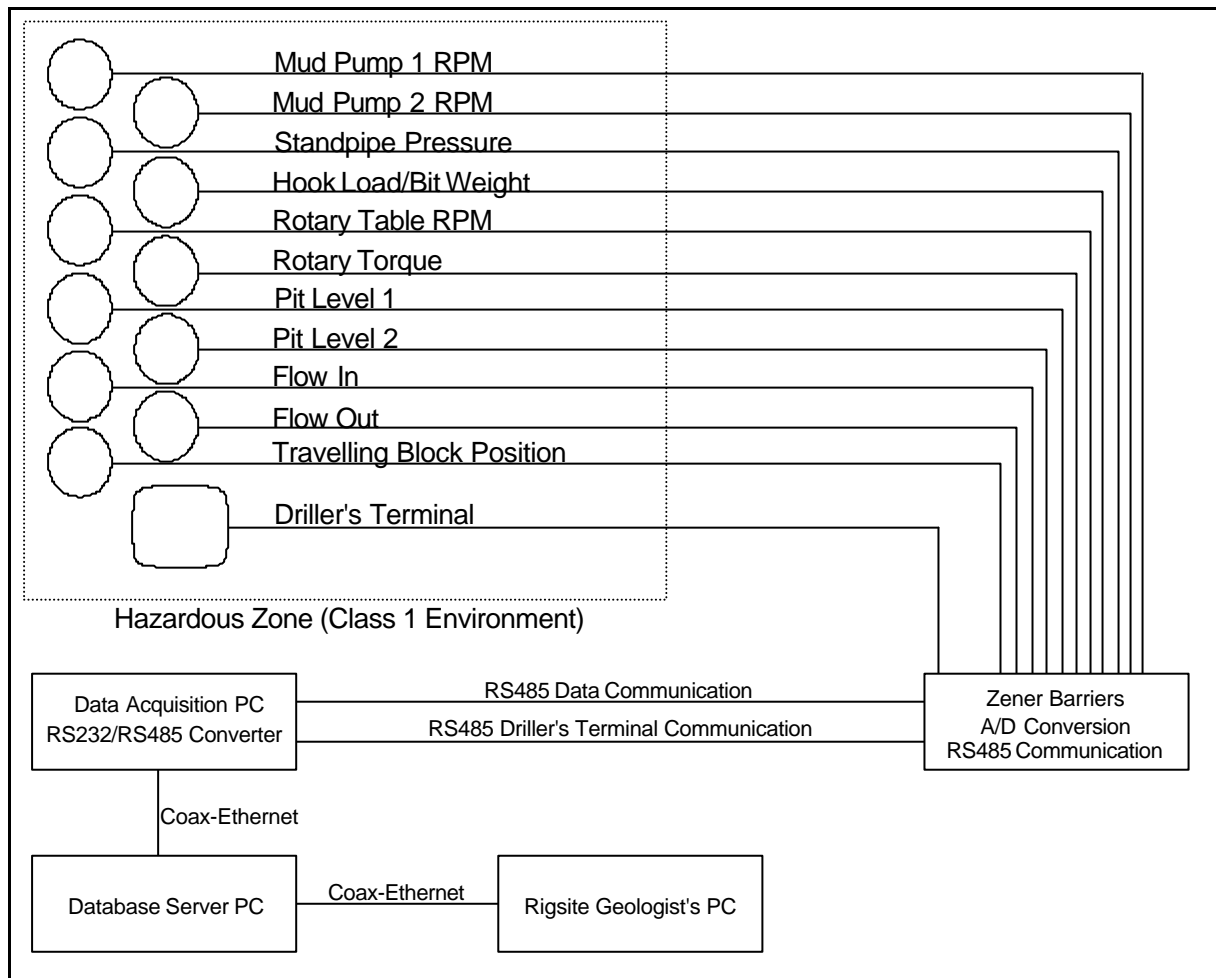 Mud Pump 1 RPM
Mud Pump 2 RPM
Standpipe Pressure
Hook Load/Bit Weight
Rotary Table RPM
Rotary Torque
Pit Level 1
Pit Level 2
Flow In
Flow Out
Travelling Block Position
Driller's Terminal
Hazardous Zone (Class 1 Environment)
Data Acquisition PC
RS232/RS485 Converter
RS485 Data Communication
RS485 Driller's Terminal Communication
Zener Barriers
A/D Conversion
RS485 Communication
Coax-Ethernet
Database Server PC
Coax-Ethernet
Rigsite Geologist's PC